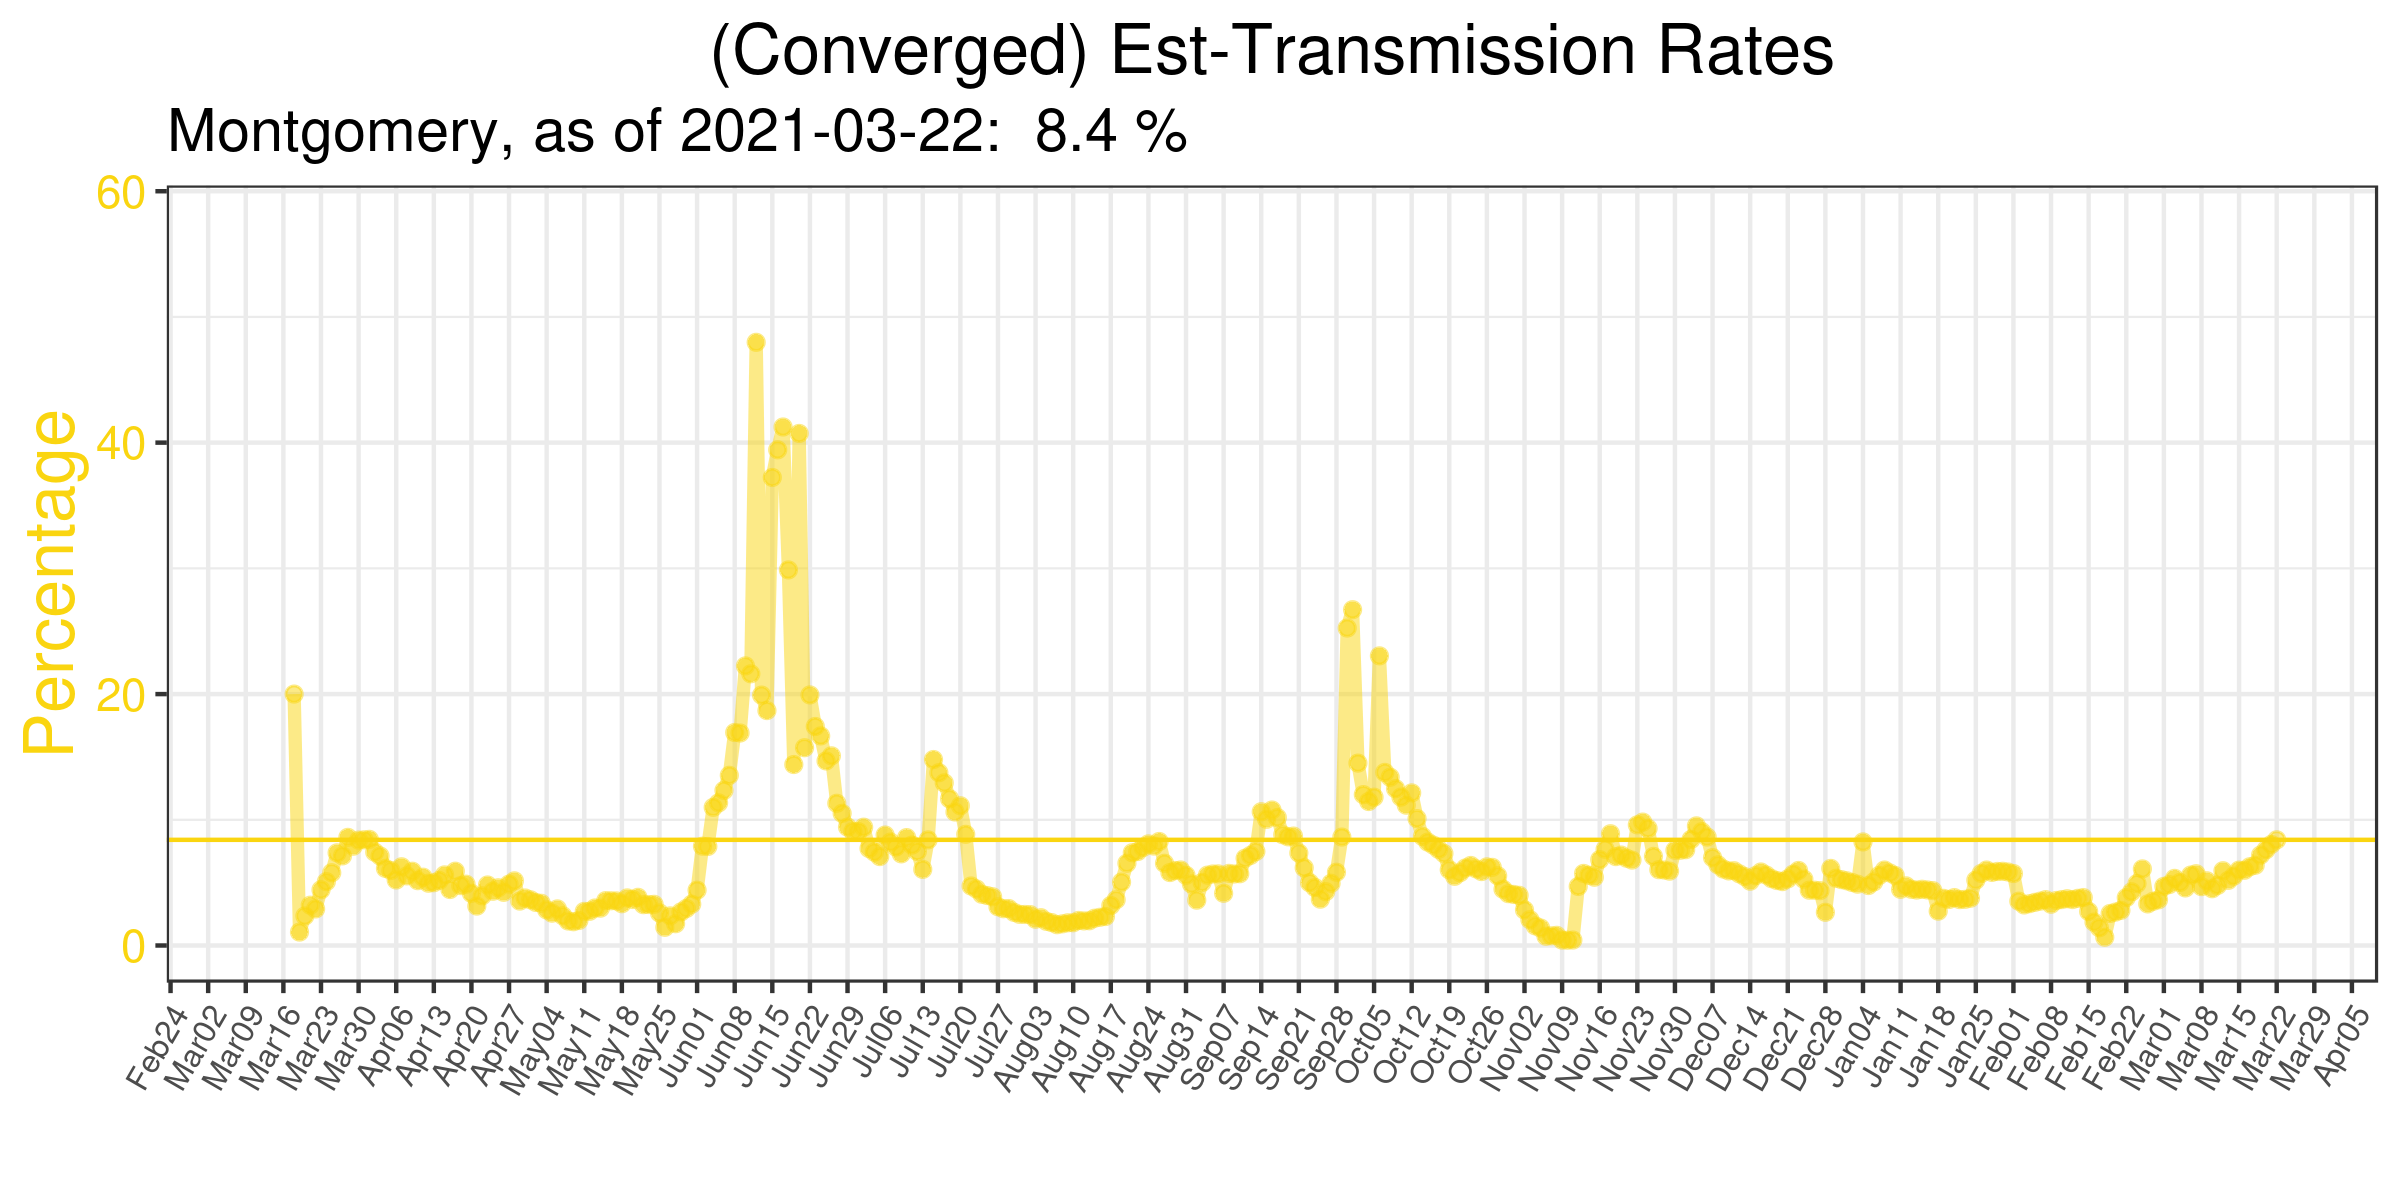 (Converged) Est-Transmission Rates
Montgomery, as of 2021-03-22:  8.4 %
Percentage
60
40
20
0
Feb24 Mar02 Mar09 Mar16 Mar23 Mar30 Apr06 Apr13 Apr20 Apr27 May04 May11 May18 May25 Jun01 Jun08 Jun15 Jun22 Jun29 Jul06 Jul13 Jul20 Jul27 Aug03 Aug10 Aug17 Aug24 Aug31 Sep07 Sep14 Sep21 Sep28 Oct05 Oct12 Oct19 Oct26 Nov02 Nov09 Nov16 Nov23 Nov30 Dec07 Dec14 Dec21 Dec28 Jan04 Jan11 Jan18 Jan25 Feb01 Feb08 Feb15 Feb22 Mar01 Mar08 Mar15 Mar22 Mar29 Apr05